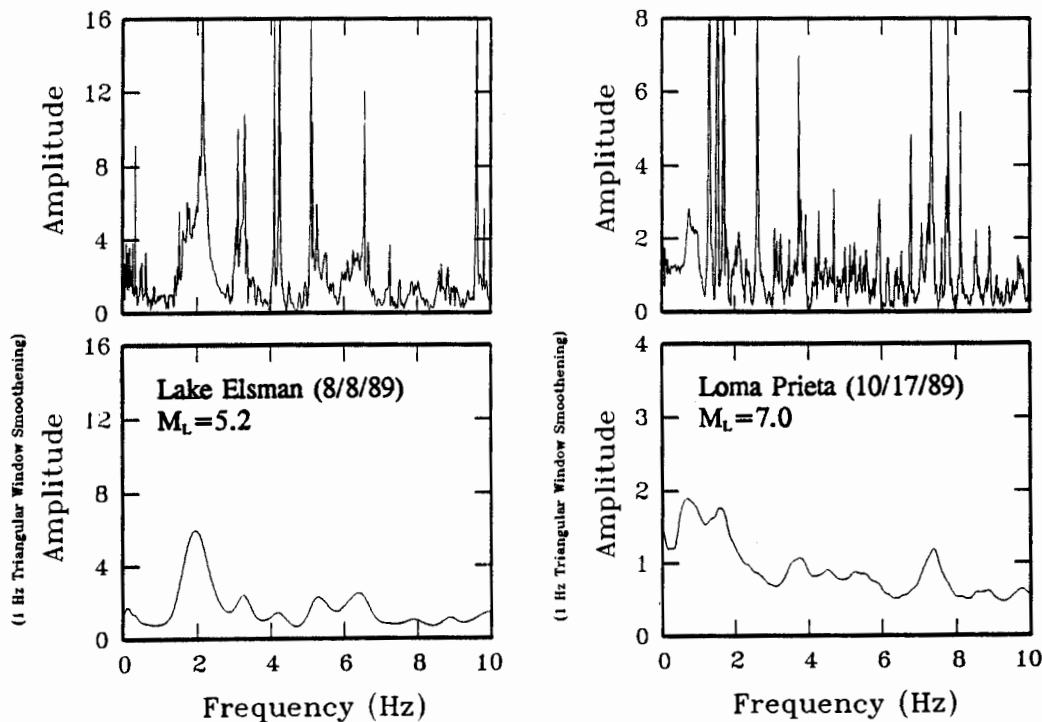 Amplitude
16
12
8
4
0
Amplitude
8
6
4
2
0
(1 Hz Triangular Window Smoothening)
Amplitude
16
12
8
4
0
Lake Elsman (8/8/89)
M_L=5.2
0 2 4 6 8 10
Frequency (Hz)
(1 Hz Triangular Window Smoothening)
Amplitude
4
3
2
1
0
Loma Prieta (10/17/89)
M_L=7.0
0 2 4 6 8 10
Frequency (Hz)